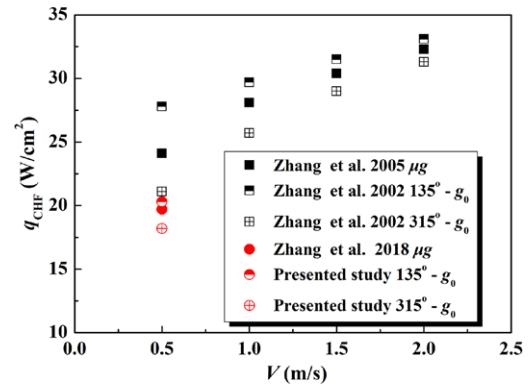 35
30
25
20
15
10
q_CHF (W/cm²)
Zhang et al. 2005 μg
Zhang et al. 2002 135° - g₀
Zhang et al. 2002 315° - g₀
Zhang et al. 2018 μg
Presented study 135° - g₀
Presented study 315° - g₀
0.0 0.5 1.0 1.5 2.0 2.5
V (m/s)